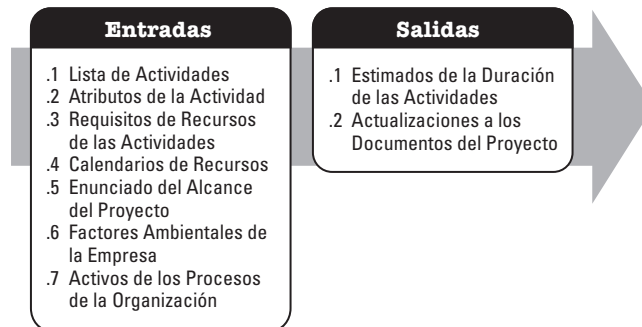 Entradas
.1 Lista de Actividades
.2 Atributos de la Actividad
.3 Requisitos de Recursos
de las Actividades
.4 Calendarios de Recursos
.5 Enunciado del Alcance
del Proyecto
.6 Factores Ambientales de
la Empresa
.7 Activos de los Procesos
de la Organización
Salidas
.1 Estimados de la Duración
de las Actividades
.2 Actualizaciones a los
Documentos del Proyecto